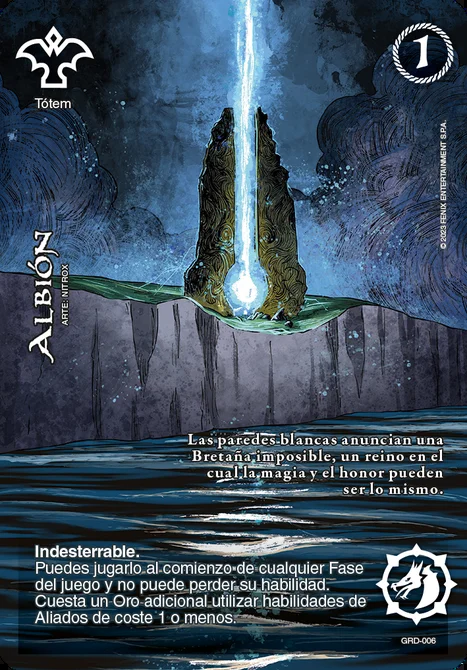 1
Tótem
© 2023 FENIX ENTERTAINMENT S.P.A.
ALBIÓN
ARTE: NITROX
Las paredes blancas anuncian una
Bretaña imposible, un reino en el
cual la magia y el honor pueden
ser lo mismo.
Indesterrable.
Puedes jugarlo al comienzo de cualquier Fase
del juego y no puede perder su habilidad.
Cuesta un Oro adicional utilizar habilidades de
Aliados de coste 1 o menos.
GRD-006